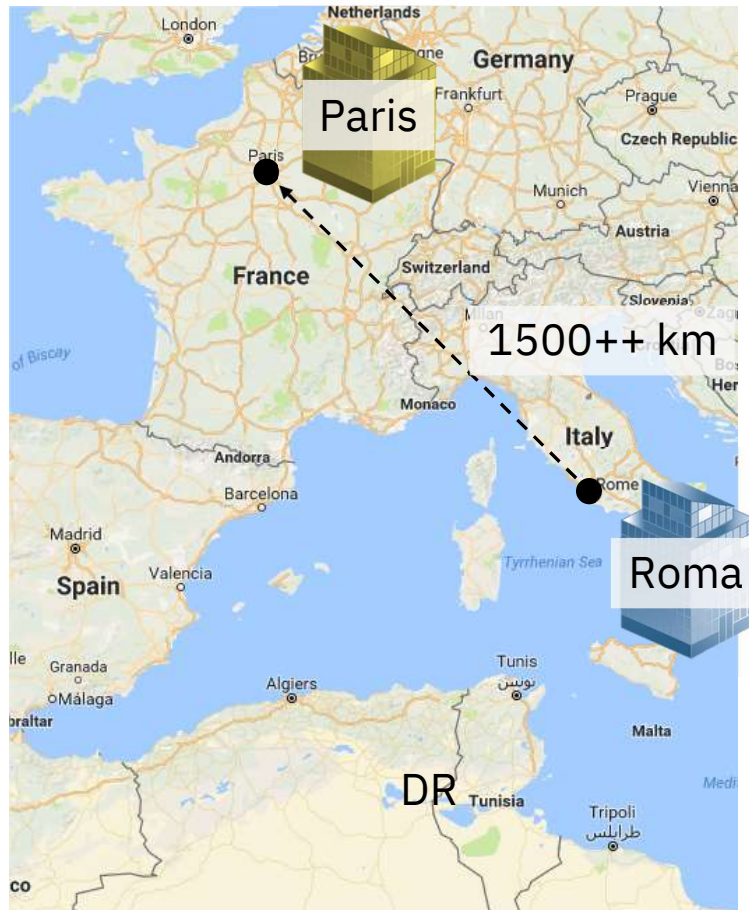 London
Netherlands
Germany
Frankfurt
Paris
Prague
Czech Republic
Paris
Munich
Vienna
Austria
Switzerland
France
Slovenia
Milan
1500++ km
of Biscay
Monaco
Italy
Andorra
Rome
Barcelona
Madrid
Tyrrhenian Sea
Roma
Valencia
Spain
Tunis
تونس
Granada
Algiers
Málaga
Malta
DR
Tunisia
Tripoli
طرابلس